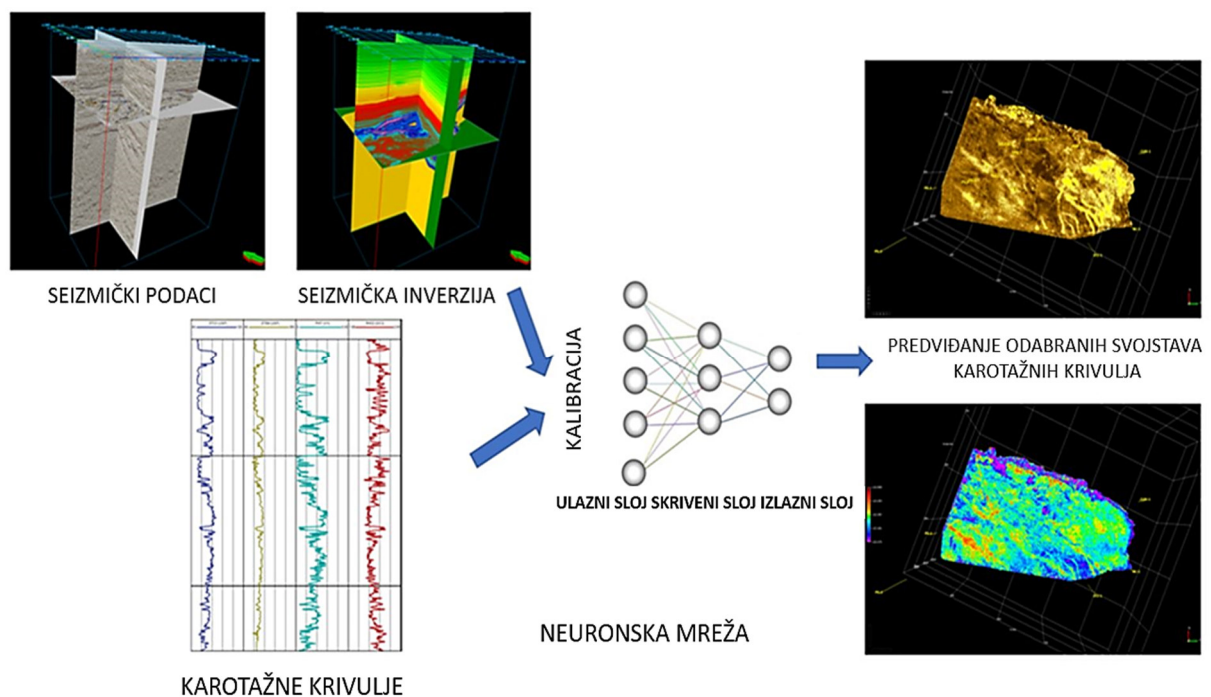 SEIZMIČKI PODACI
SEIZMIČKA INVERZIJA
KALIBRACIJA
ULAZNI SLOJ SKRIVENI SLOJ IZLAZNI SLOJ
PREDVIĐANJE ODABRANIH SVOJSTAVA
KAROTAŽNIH KRIVULJA
NEURONSKA MREŽA
KAROTAŽNE KRIVULJE